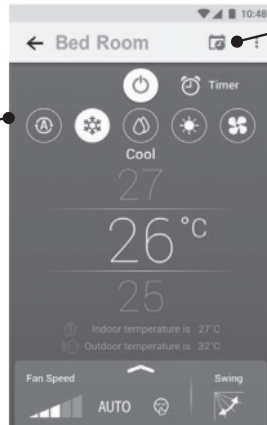 10:48
Bed Room
Timer
A
Cool
27
26°C
25
Indoor temperature is 27°C
Outdoor temperature is 32°C
Fan Speed
Swing
AUTO